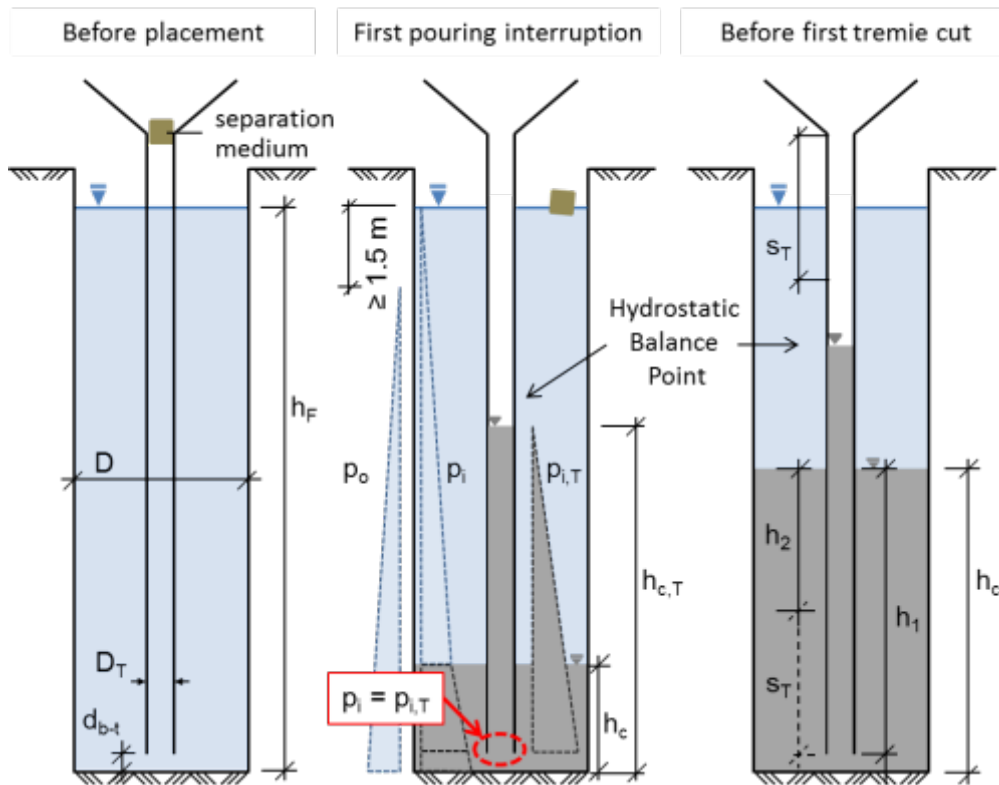 Before placement
First pouring interruption
Before first tremie cut
separation
medium
≥ 1.5 m
h_F
D
D_T
d_b-t
p_o
p_i
p_i,T
Hydrostatic
Balance
Point
h_c,T
p_i = p_i,T
h_c
s_T
h_2
s_T
h_1
h_c